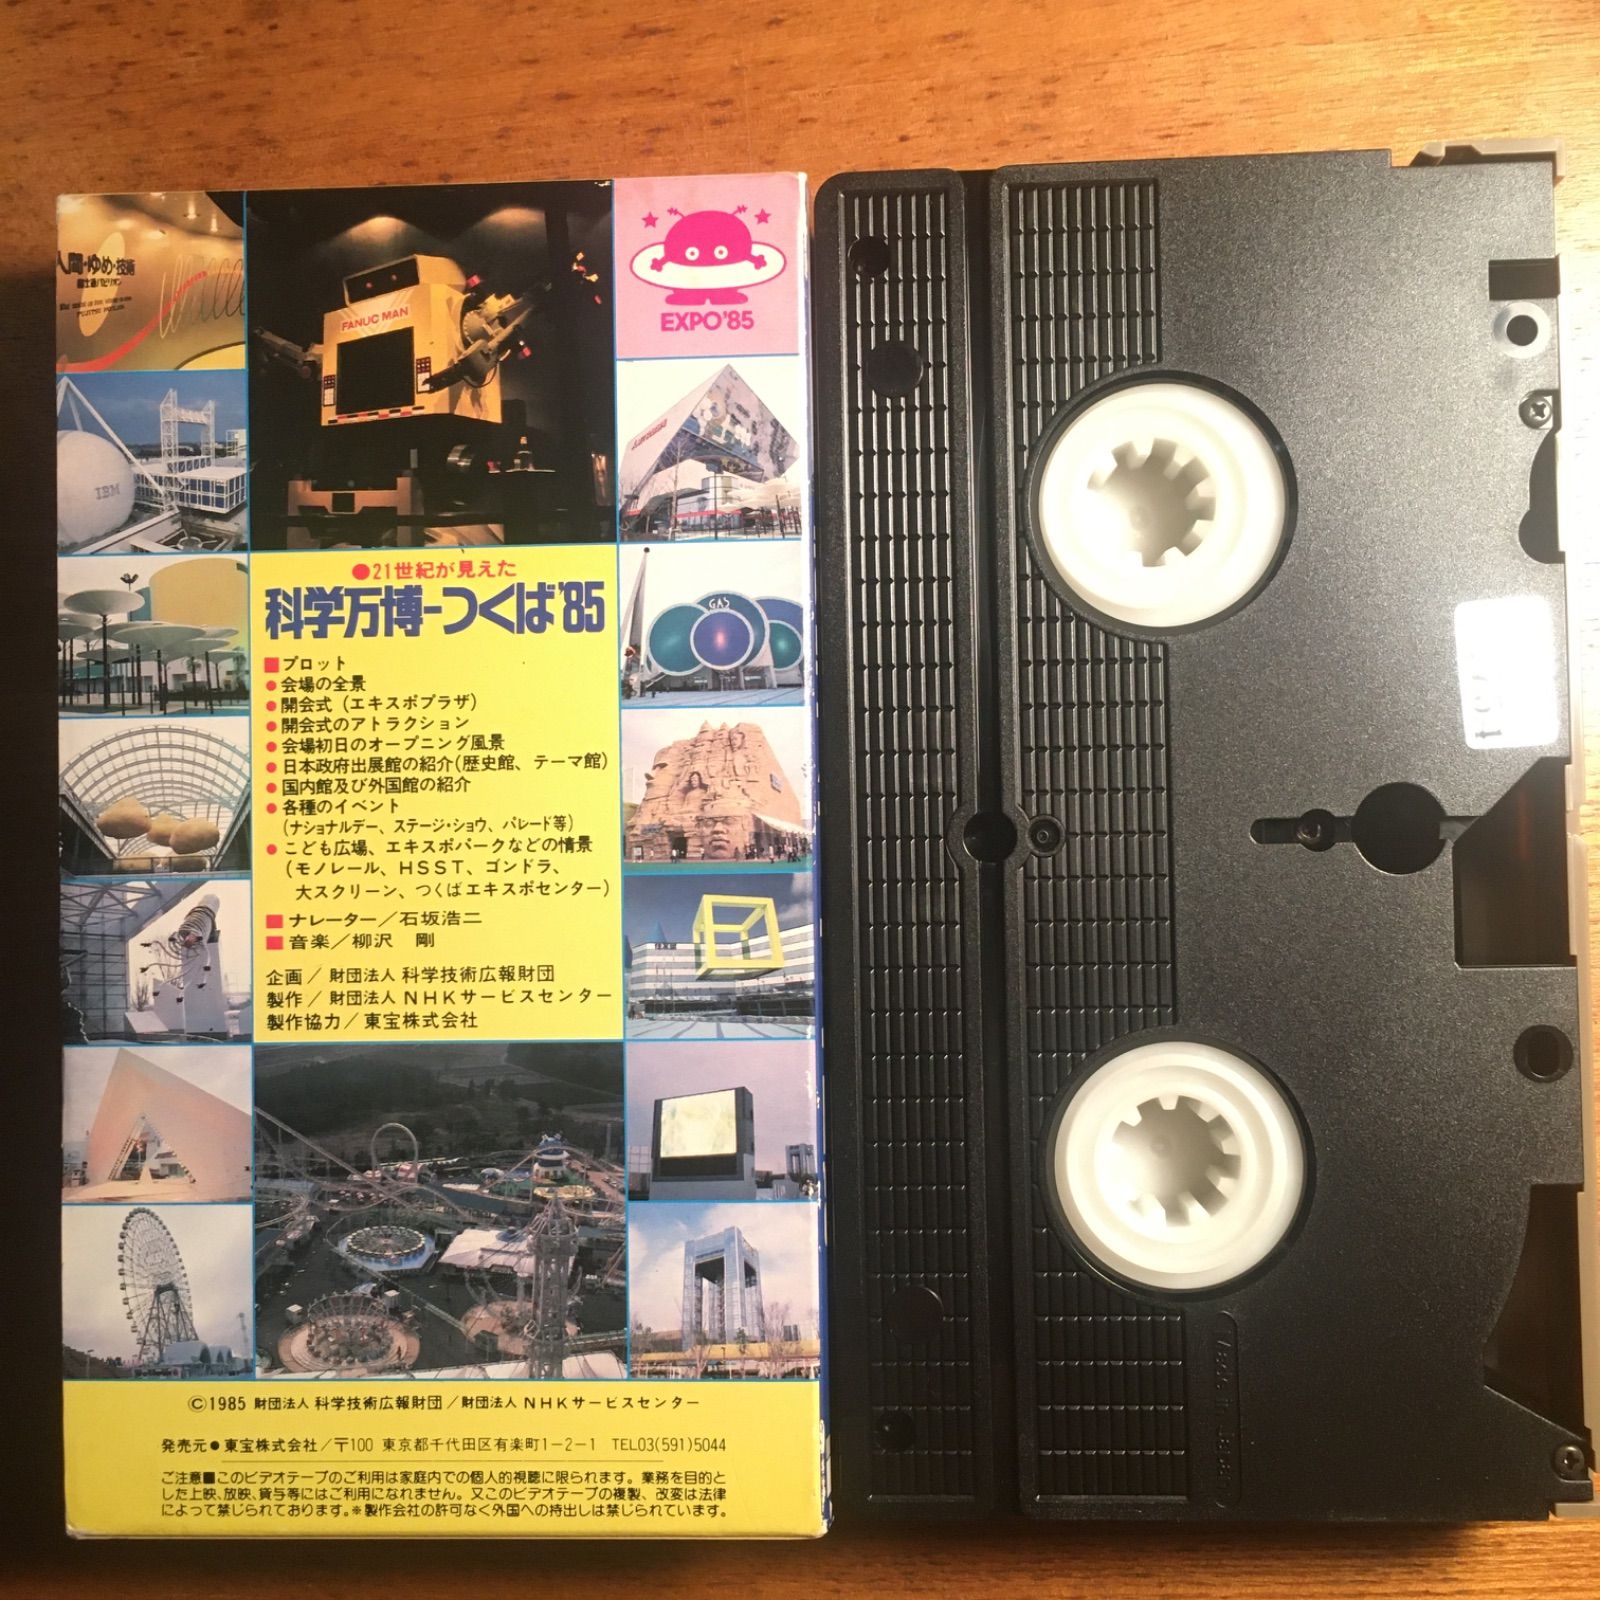 人間・ゆめ・技術
富士通パビリオン
FUJITSU PAVILION
FANUC MAN
EXPO'85
IBM
GAS
●21世紀が見えた
科学万博-つくば'85
■プロット
●会場の全景
●開会式（エキスポプラザ）
●開会式のアトラクション
●会場初日のオープニング風景
●日本政府出展館の紹介(歴史館、テーマ館)
●国内館及び外国館の紹介
●各種のイベント
(ナショナルデー、ステージ・ショウ、パレード等)
●こども広場、エキスポパークなどの情景
(モノレール、HSST、ゴンドラ、
大スクリーン、つくばエキスポセンター)
■ナレーター／石坂浩二
■音楽／柳沢 剛
企画／財団法人 科学技術広報財団
製作／財団法人 NHKサービスセンター
製作協力／東宝株式会社
©1985 財団法人 科学技術広報財団／財団法人 NHKサービスセンター
発売元●東宝株式会社／〒100 東京都千代田区有楽町1-2-1 TEL03(591)5044
ご注意■このビデオテープのご利用は家庭内での個人的視聴に限られます。業務を目的と
した上映、放映、貸与等にはご利用になれません。又このビデオテープの複製、改変は法律
によって禁じられております。※製作会社の許可なく外国への持出しは禁じられています。
Made in Japan